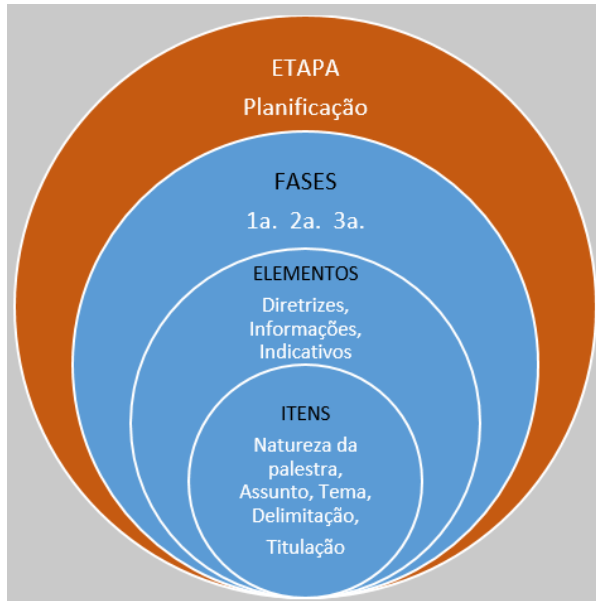 ETAPA
Planificação
FASES
1a. 2a. 3a.
ELEMENTOS
Diretrizes,
Informações,
Indicativos
ITENS
Natureza da
palestra,
Assunto, Tema,
Delimitação,
Titulação